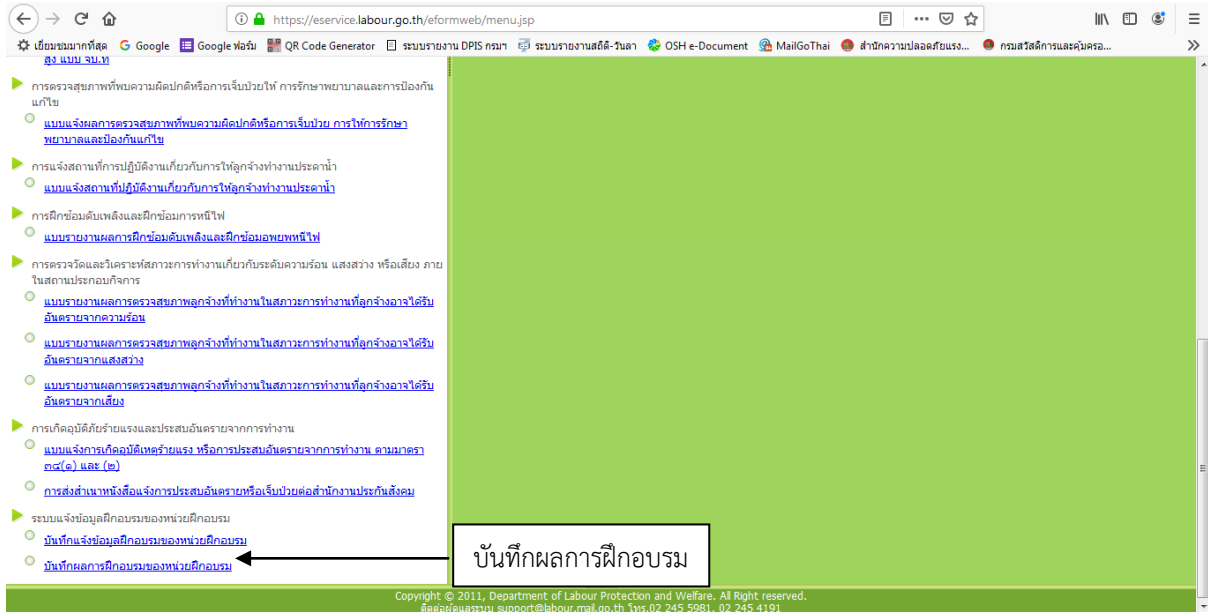 https://eservice.labour.go.th/eformweb/menu.jsp
เยี่ยมชมมากที่สุด Google Google ฟอร์ม QR Code Generator ระบบรายงาน DPIS กรมฯ ระบบรายงานสถิติ-วันลา OSH e-Document MailGoThai สำนักความปลอดภัยแรง... กรมสวัสดิการและคุ้มครอ...
สูง แบบ จป.ท
การตรวจสุขภาพที่พบความผิดปกติหรือการเจ็บป่วยให้ การรักษาพยาบาลและการป้องกัน
แก้ไข
แบบแจ้งผลการตรวจสุขภาพที่พบความผิดปกติหรือการเจ็บป่วย การให้การรักษา
พยาบาลและป้องกันแก้ไข
การแจ้งสถานที่การปฏิบัติงานเกี่ยวกับการให้ลูกจ้างทำงานประดาน้ำ
แบบแจ้งสถานที่ปฏิบัติงานเกี่ยวกับการให้ลูกจ้างทำงานประดาน้ำ
การฝึกซ้อมดับเพลิงและฝึกซ้อมการหนีไฟ
แบบรายงานผลการฝึกซ้อมดับเพลิงและฝึกซ้อมอพยพหนีไฟ
การตรวจวัดและวิเคราะห์สภาวะการทำงานเกี่ยวกับระดับความร้อน แสงสว่าง หรือเสียง ภาย
ในสถานประกอบกิจการ
แบบรายงานผลการตรวจสุขภาพลูกจ้างที่ทำงานในสภาวะการทำงานที่ลูกจ้างอาจได้รับ
อันตรายจากความร้อน
แบบรายงานผลการตรวจสุขภาพลูกจ้างที่ทำงานในสภาวะการทำงานที่ลูกจ้างอาจได้รับ
อันตรายจากแสงสว่าง
แบบรายงานผลการตรวจสุขภาพลูกจ้างที่ทำงานในสภาวะการทำงานที่ลูกจ้างอาจได้รับ
อันตรายจากเสียง
การเกิดอุบัติภัยร้ายแรงและประสบอันตรายจากการทำงาน
แบบแจ้งการเกิดอุบัติเหตุร้ายแรง หรือการประสบอันตรายจากการทำงาน ตามมาตรา
๓๔(๑) และ (๒)
การส่งสำเนาหนังสือแจ้งการประสบอันตรายหรือเจ็บป่วยต่อสำนักงานประกันสังคม
ระบบแจ้งข้อมูลฝึกอบรมของหน่วยฝึกอบรม
บันทึกแจ้งข้อมูลฝึกอบรมของหน่วยฝึกอบรม
บันทึกผลการฝึกอบรมของหน่วยฝึกอบรม
บันทึกผลการฝึกอบรม
Copyright © 2011, Department of Labour Protection and Welfare. All Right reserved.
ติดต่อผู้ดูแลระบบ support@labour.mail.go.th โทร.02 245 5981, 02 245 4191